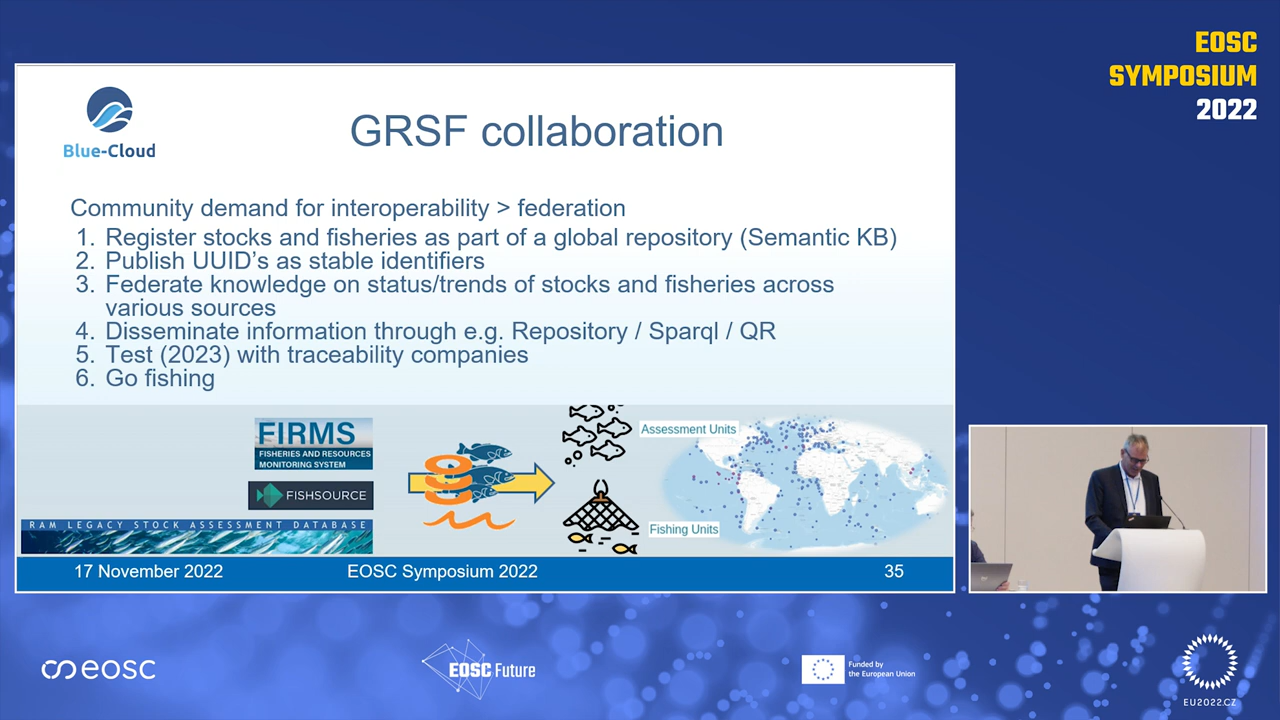 EOSC
SYMPOSIUM
2022
Blue-Cloud
GRSF collaboration
Community demand for interoperability > federation
1. Register stocks and fisheries as part of a global repository (Semantic KB)
2. Publish UUID's as stable identifiers
3. Federate knowledge on status/trends of stocks and fisheries across
various sources
4. Disseminate information through e.g. Repository / Sparql / QR
5. Test (2023) with traceability companies
6. Go fishing
FIRMS
FISHERIES AND RESOURCES
MONITORING SYSTEM
FISHSOURCE
RAM LEGACY STOCK ASSESSMENT DATABASE
Assessment Units
Fishing Units
17 November 2022 EOSC Symposium 2022 35
eosc
EOSC Future
Funded by
the European Union
EU2022.CZ